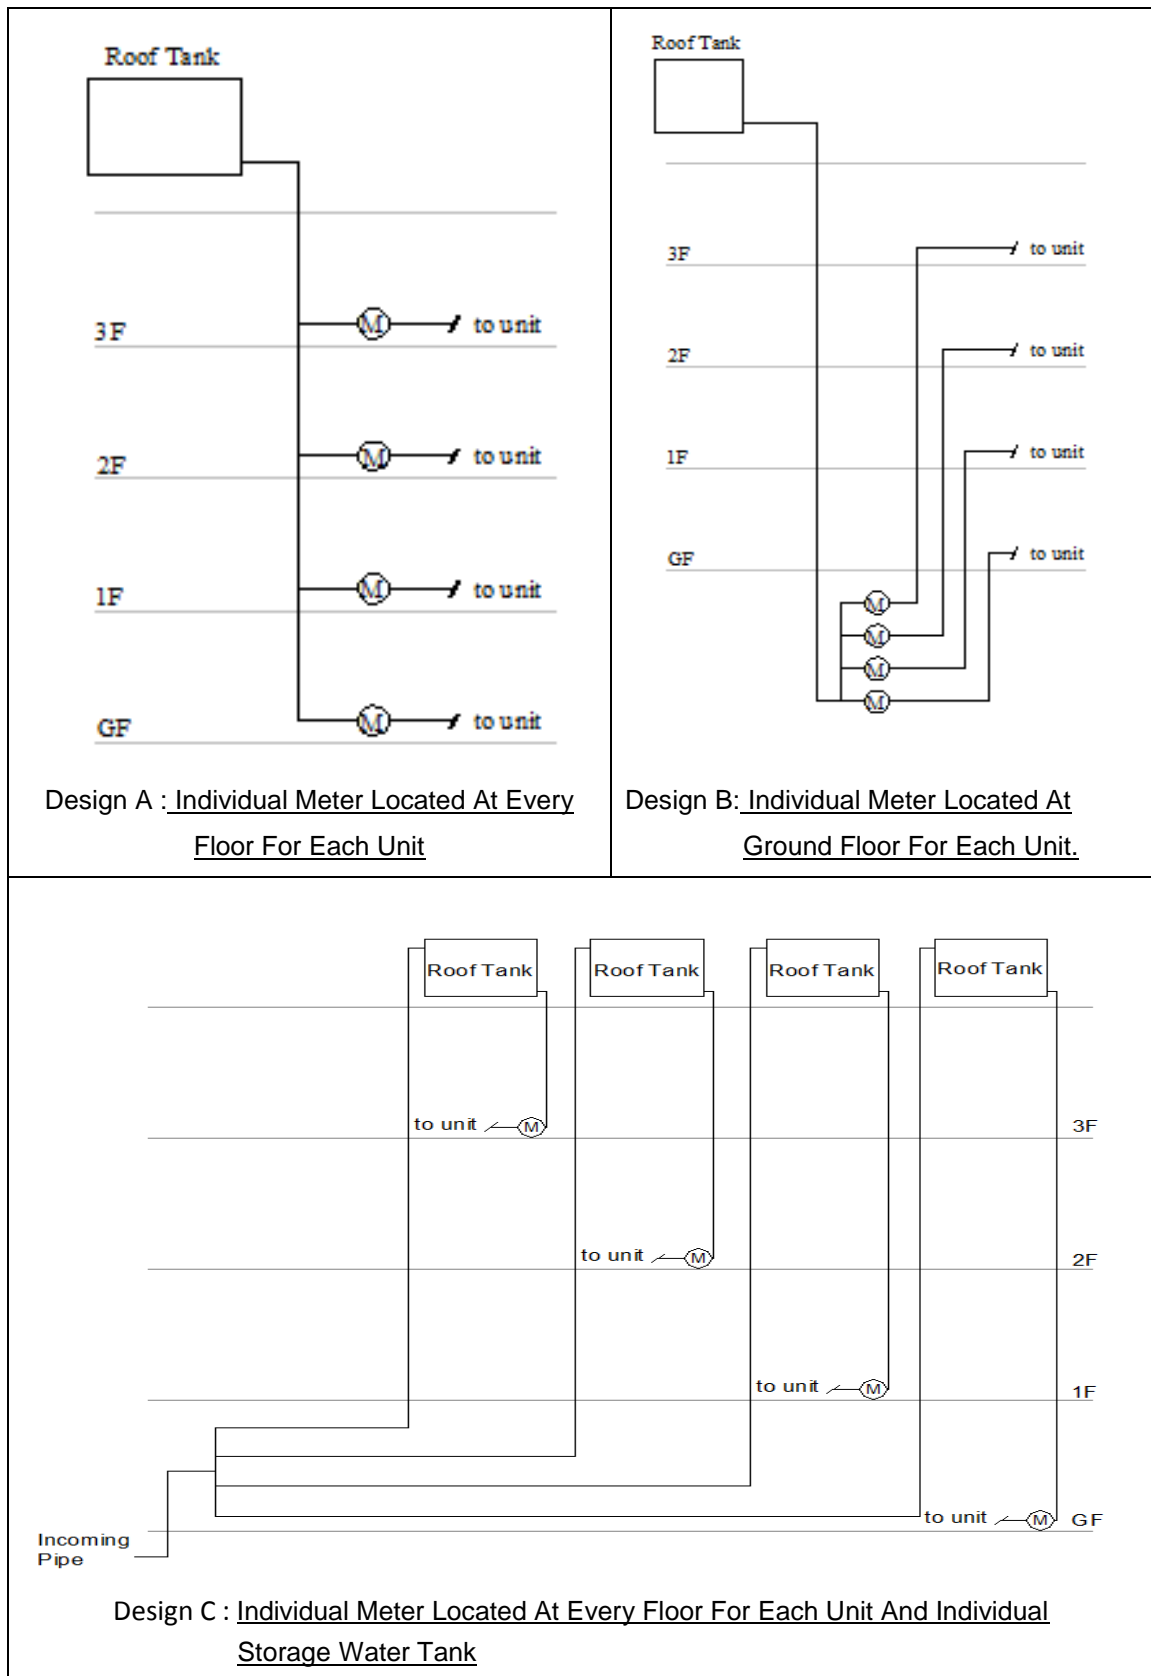 Roof Tank
3F
M
to unit
2F
M
to unit
1F
M
to unit
GF
M
to unit
Design A : Individual Meter Located At Every
Floor For Each Unit
Roof Tank
3F
to unit
2F
to unit
1F
to unit
GF
to unit
M
M
M
M
Design B: Individual Meter Located At
Ground Floor For Each Unit.
Roof Tank
Roof Tank
Roof Tank
Roof Tank
to unit
M
3F
to unit
M
2F
to unit
M
1F
to unit
M
GF
Incoming
Pipe
Design C : Individual Meter Located At Every Floor For Each Unit And Individual
Storage Water Tank